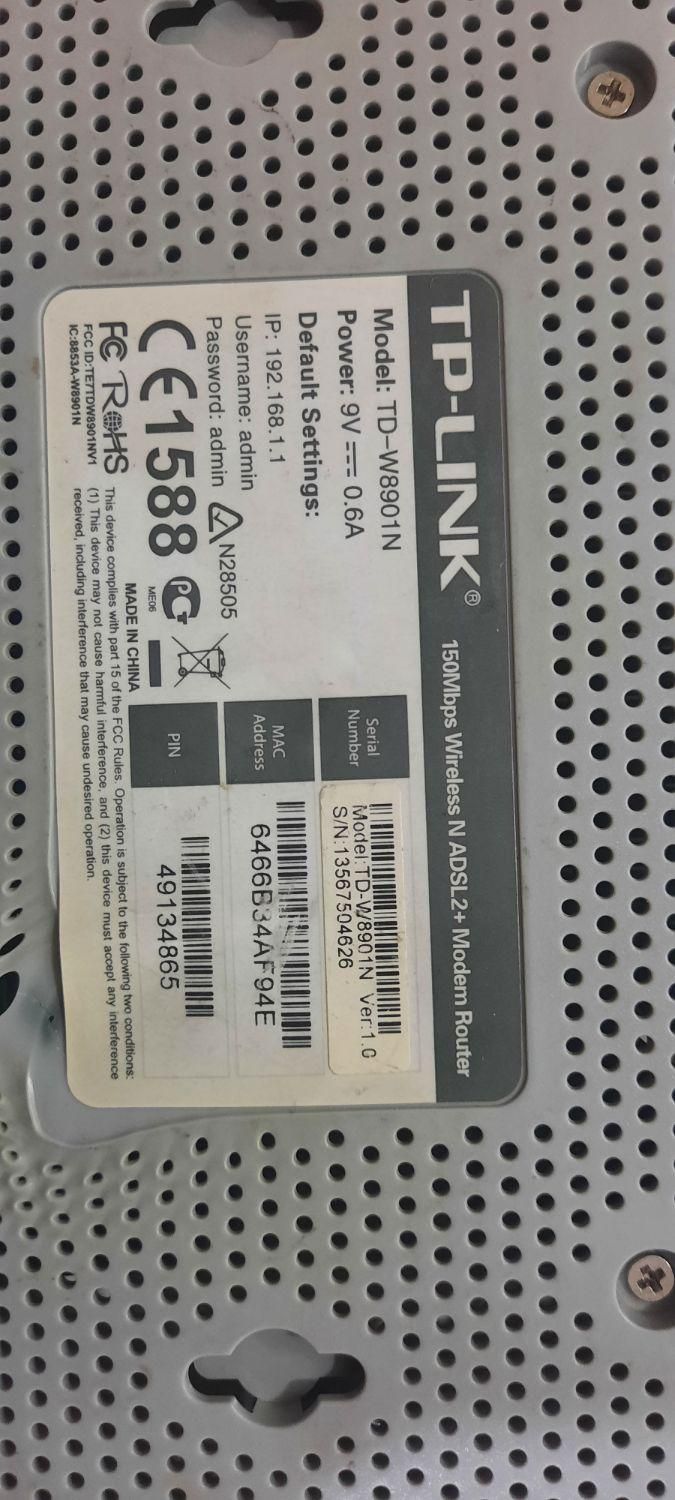 TP-LINK® 150Mbps Wireless N ADSL2+ Modem Router
Model: TD-W8901N
Power: 9V ⎓ 0.6A
Default Settings:
IP: 192.168.1.1
Username: admin
Password: admin
N28505
CE1588
PG
ME06
MADE IN CHINA
FC RoHS
FCC ID:TE7TDW8901NV1
IC:8853A-W8901N
This device complies with part 15 of the FCC Rules. Operation is subject to the following two conditions:
(1) This device may not cause harmful interference, and (2) this device must accept any interference
received, including interference that may cause undesired operation.
Serial
Number
Model:TD-W8901N Ver:1.0
S/N:13567504626
MAC
Address
6466B34AF94E
PIN
49134865